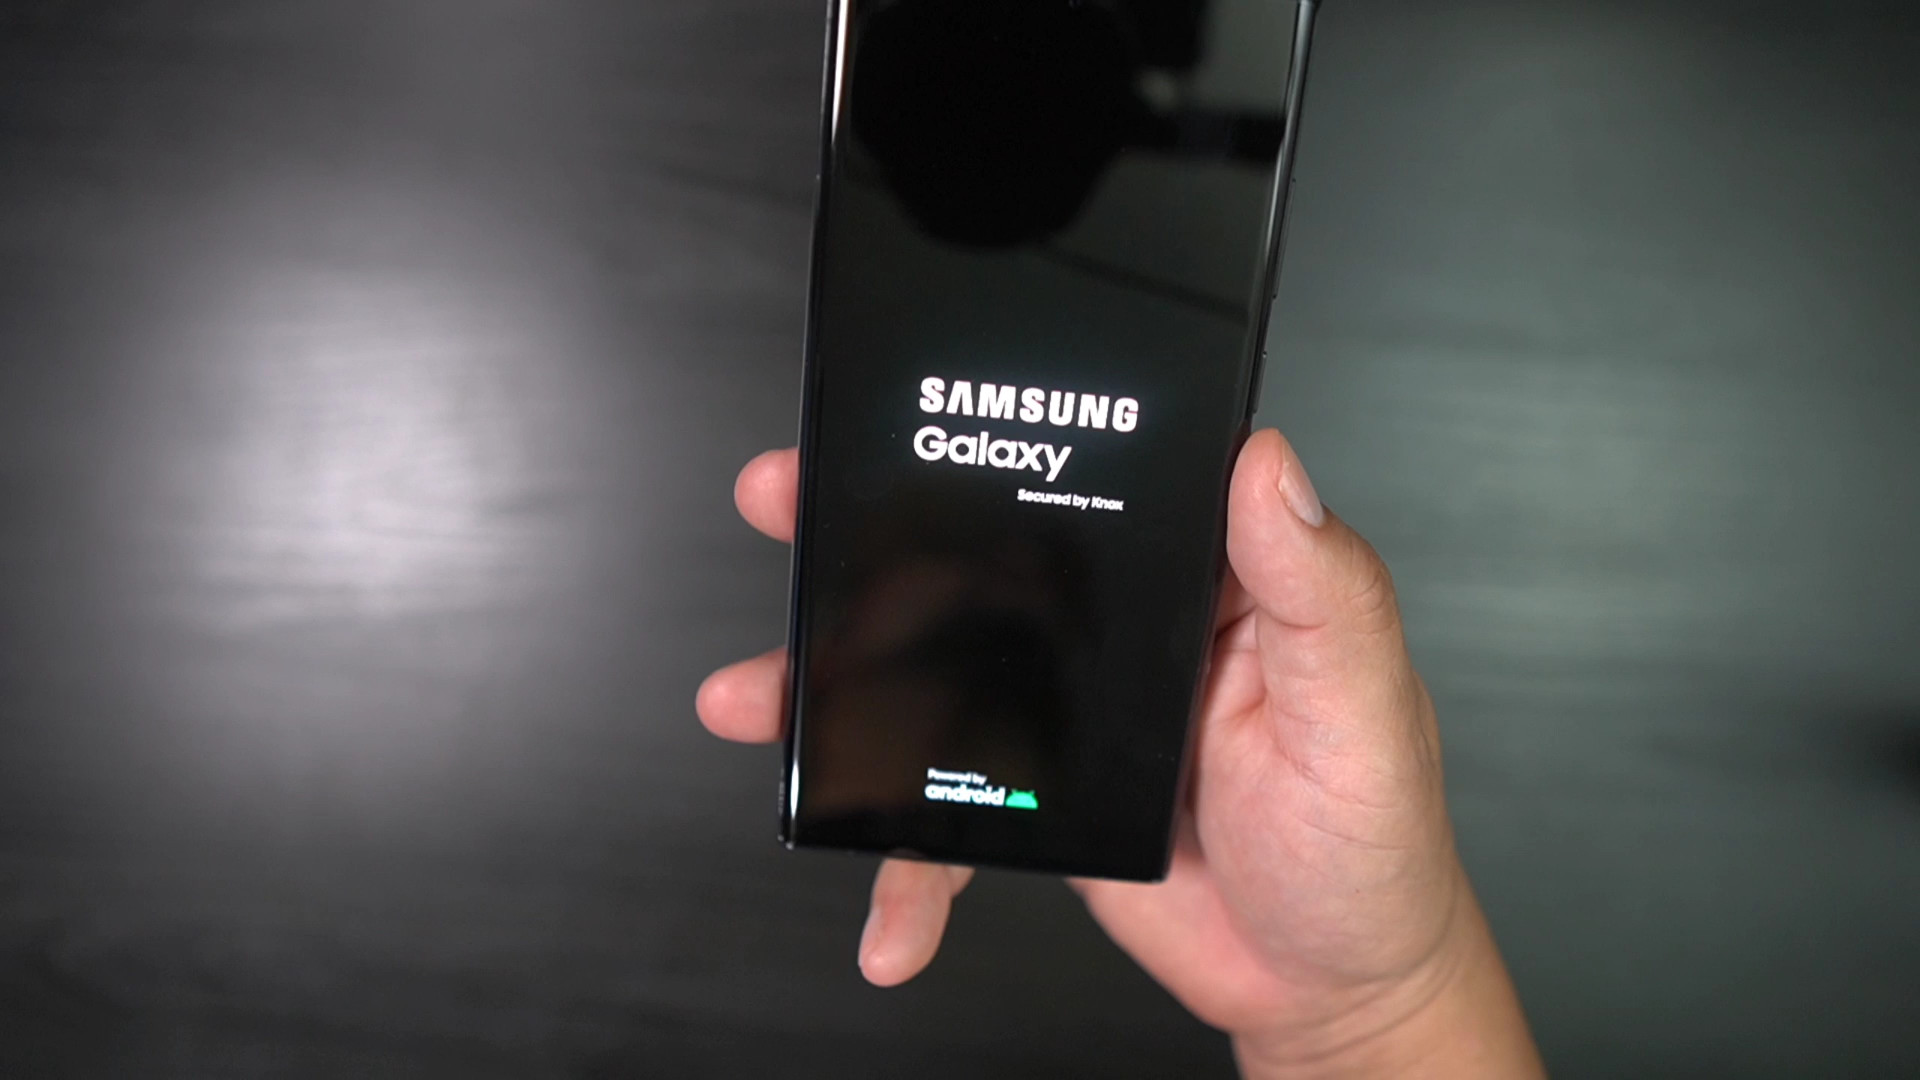 SAMSUNG
Galaxy
Secured by Knox
Powered by
android